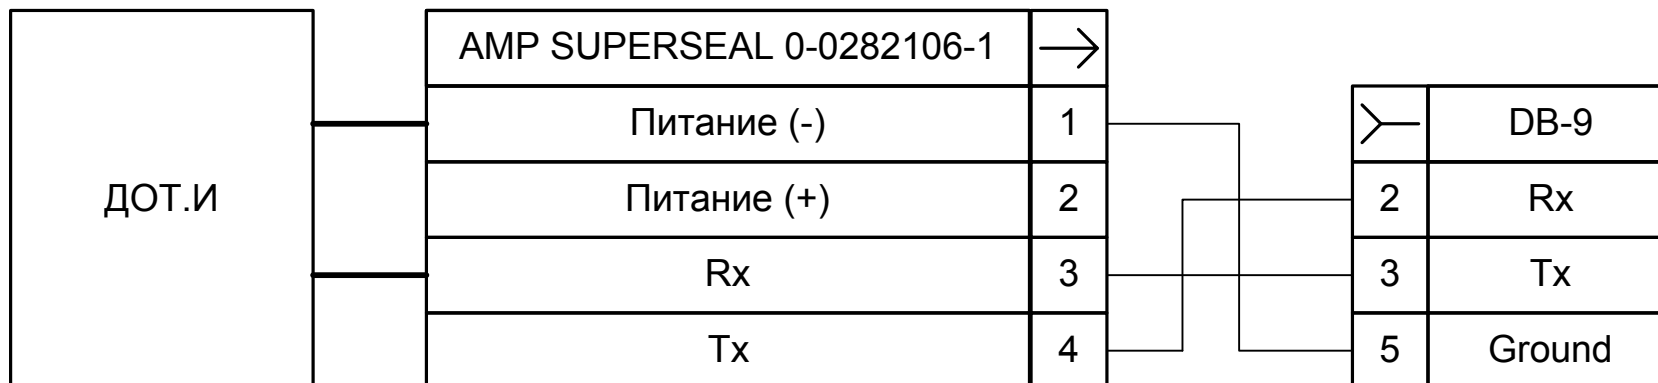 AMP SUPERSEAL 0-0282106-1
Питание (-) 1
DB-9
ДОТ.И
Питание (+) 2
2 Rx
Rx 3
3 Tx
Tx 4
5 Ground